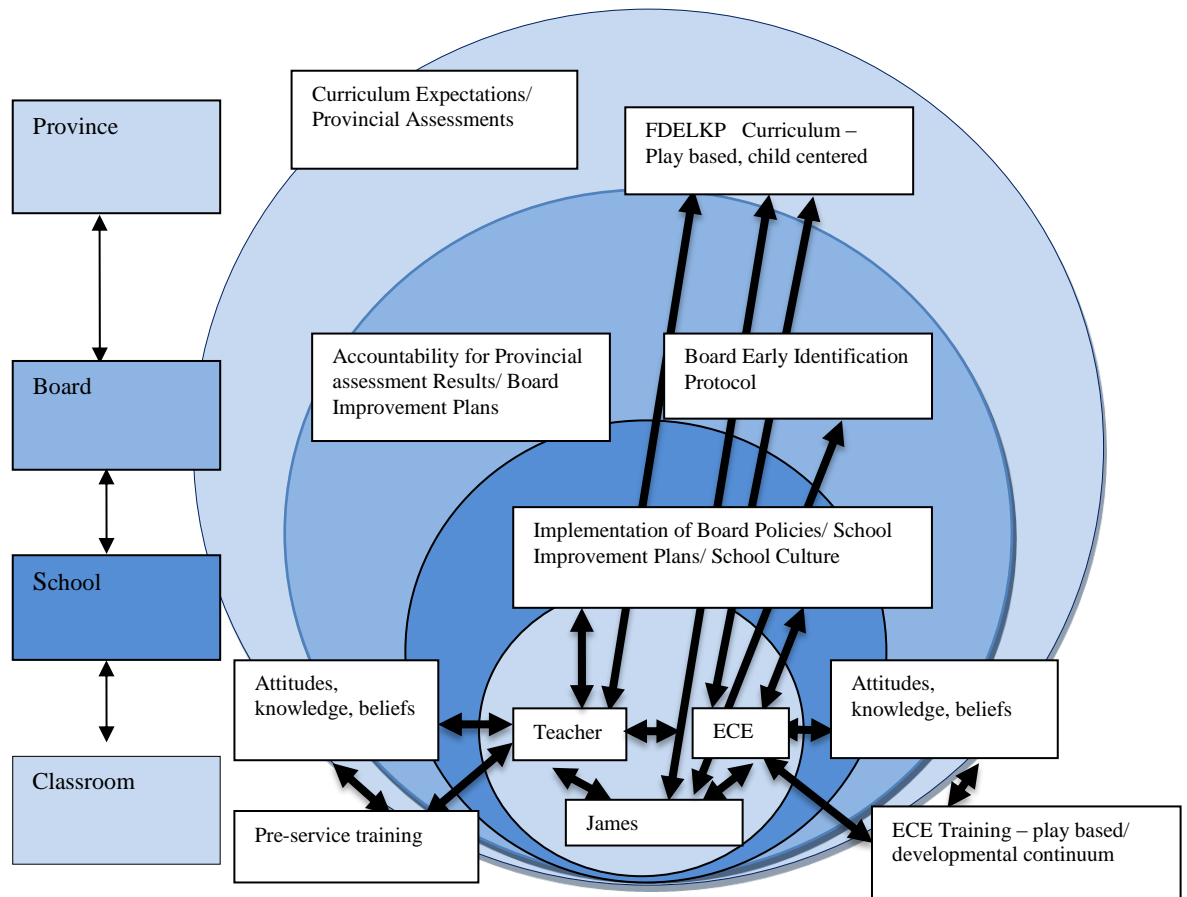 Province
Board
School
Classroom
Curriculum Expectations/
Provincial Assessments
FDELKP   Curriculum –
Play based, child centered
Accountability for Provincial
assessment Results/ Board
Improvement Plans
Board Early Identification
Protocol
Implementation of Board Policies/ School
Improvement Plans/ School Culture
Attitudes,
knowledge, beliefs
Teacher
ECE
Attitudes,
knowledge, beliefs
Pre-service training
James
ECE Training – play based/
developmental continuum